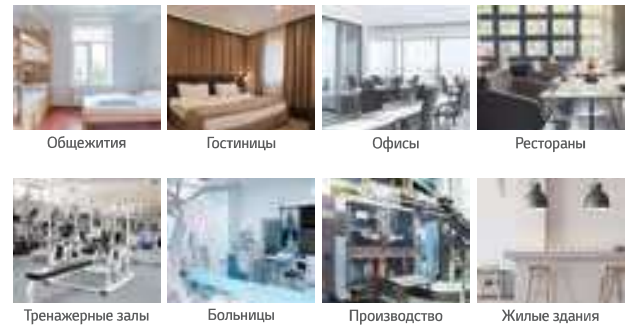 Общежития
Гостиницы
Офисы
Рестораны
Тренажерные залы
Больницы
Производство
Жилые здания